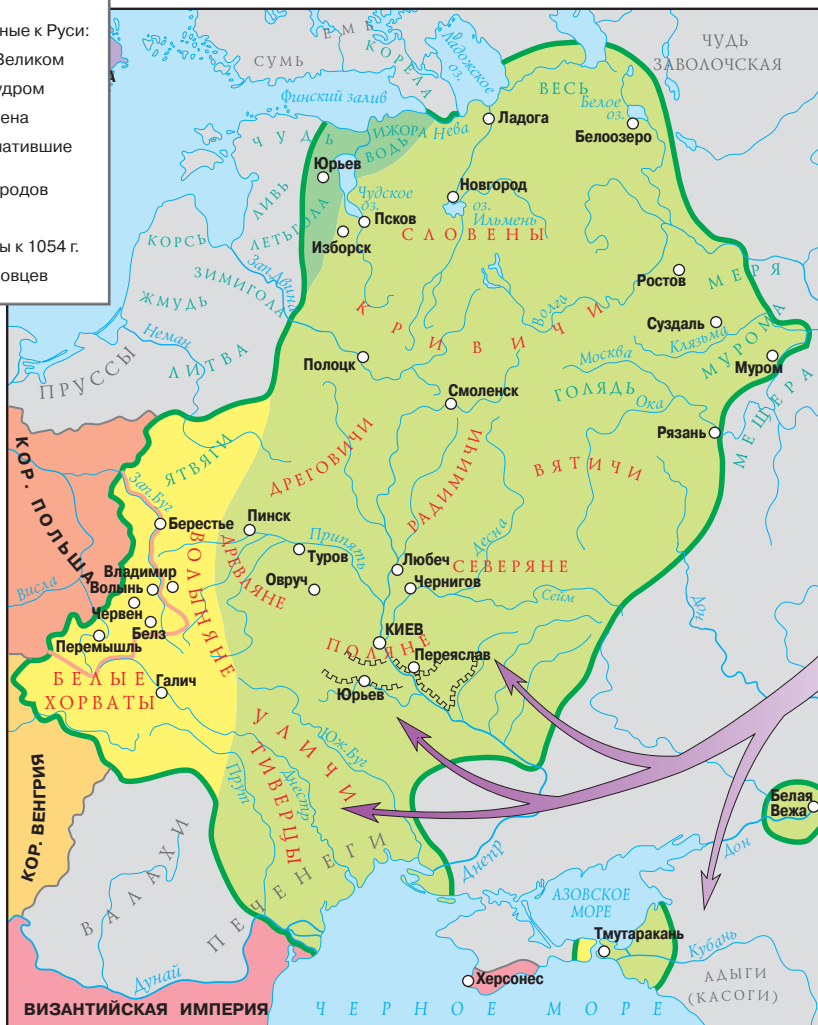 ные к Руси:
Великом
удром
ена
латившие
родов
ы к 1054 г.
овцев
А
ЕМЬ
СУМЬ
КОРЕЛА
Ладожское
оз.
ЧУДЬ
ЗАВОЛОЧСКАЯ
Финский залив
ВЕСЬ
Белое
оз.
Белоозеро
Ладога
Нева
ИЖОРА
ВОДЬ
ЧУДЬ
Юрьев
Новгород
оз.
Ильмень
Чудское
оз.
Псков
Изборск
СЛОВЕНЫ
ЛИВЬ
ЛЕТЬГОЛА
КОРСЬ
ЗИМИГОЛА
Зап.Двина
ЖМУДЬ
Неман
ЛИТВА
ПРУССЫ
КРИВИЧИ
Волга
Ростов
МЕРЯ
Суздаль
Клязьма
МУРОМА
Муром
Москва
Полоцк
Смоленск
ГОЛЯДЬ
Ока
Рязань
МЕЩЕРА
КОР. ПОЛЬША
ЯТВЯГИ
ДРЕГОВИЧИ
РАДИМИЧИ
ВЯТИЧИ
Зап.Буг
Берестье
Пинск
Припять
Туров
Десна
Любеч
СЕВЕРЯНЕ
Чернигов
Сейм
Дон
Висла
Владимир
Волынь
Червен
Белз
Перемышль
ВОЛЫНЯНЕ
ДРЕВЛЯНЕ
Овруч
КИЕВ
ПОЛЯНЕ
Переяслав
Юрьев
БЕЛЫЕ
ХОРВАТЫ
Галич
УЛИЧИ
Юж.Буг
ТИВЕРЦЫ
Днестр
Прут
КОР. ВЕНГРИЯ
ВАЛАХИ
ПЕЧЕНЕГИ
Днепр
Белая
Вежа
Дон
АЗОВСКОЕ
МОРЕ
Тмутаракань
Кубань
АДЫГИ
(КАСОГИ)
Херсонес
Дунай
ВИЗАНТИЙСКАЯ ИМПЕРИЯ
ЧЕРНОЕ МОРЕ